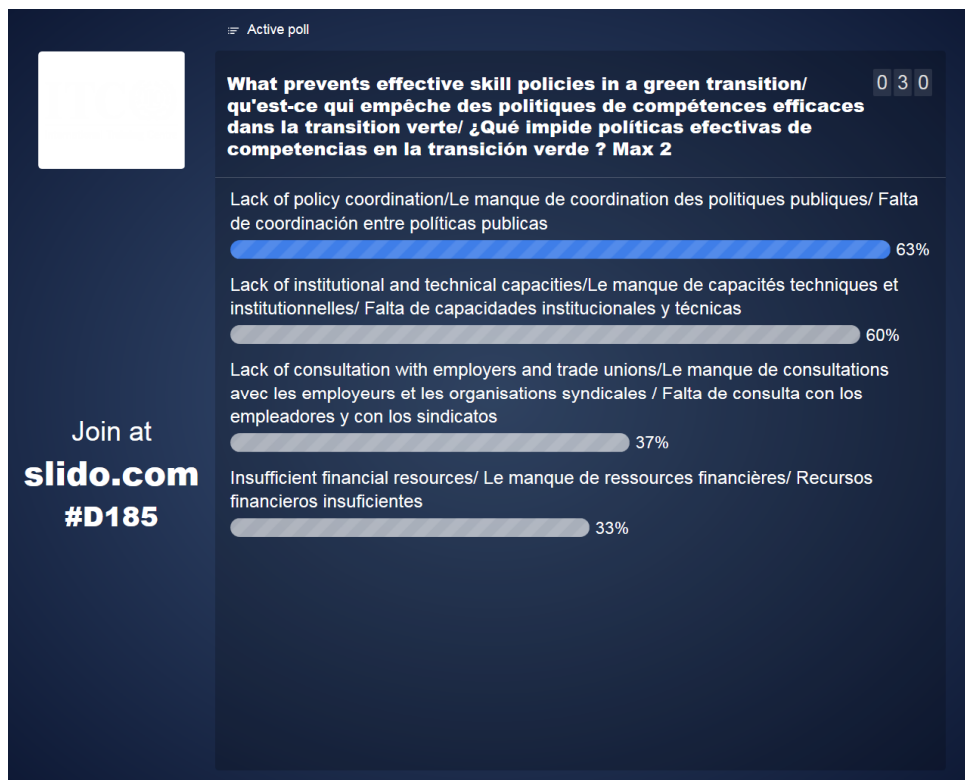 Active poll
What prevents effective skill policies in a green transition/
qu'est-ce qui empêche des politiques de compétences efficaces
dans la transition verte/ ¿Qué impide políticas efectivas de
competencias en la transición verde ? Max 2
0 3 0
Lack of policy coordination/Le manque de coordination des politiques publiques/ Falta
de coordinación entre políticas publicas
63%
Lack of institutional and technical capacities/Le manque de capacités techniques et
institutionnelles/ Falta de capacidades institucionales y técnicas
60%
Lack of consultation with employers and trade unions/Le manque de consultations
avec les employeurs et les organisations syndicales / Falta de consulta con los
empleadores y con los sindicatos
37%
Insufficient financial resources/ Le manque de ressources financières/ Recursos
financieros insuficientes
33%
Join at
slido.com
#D185